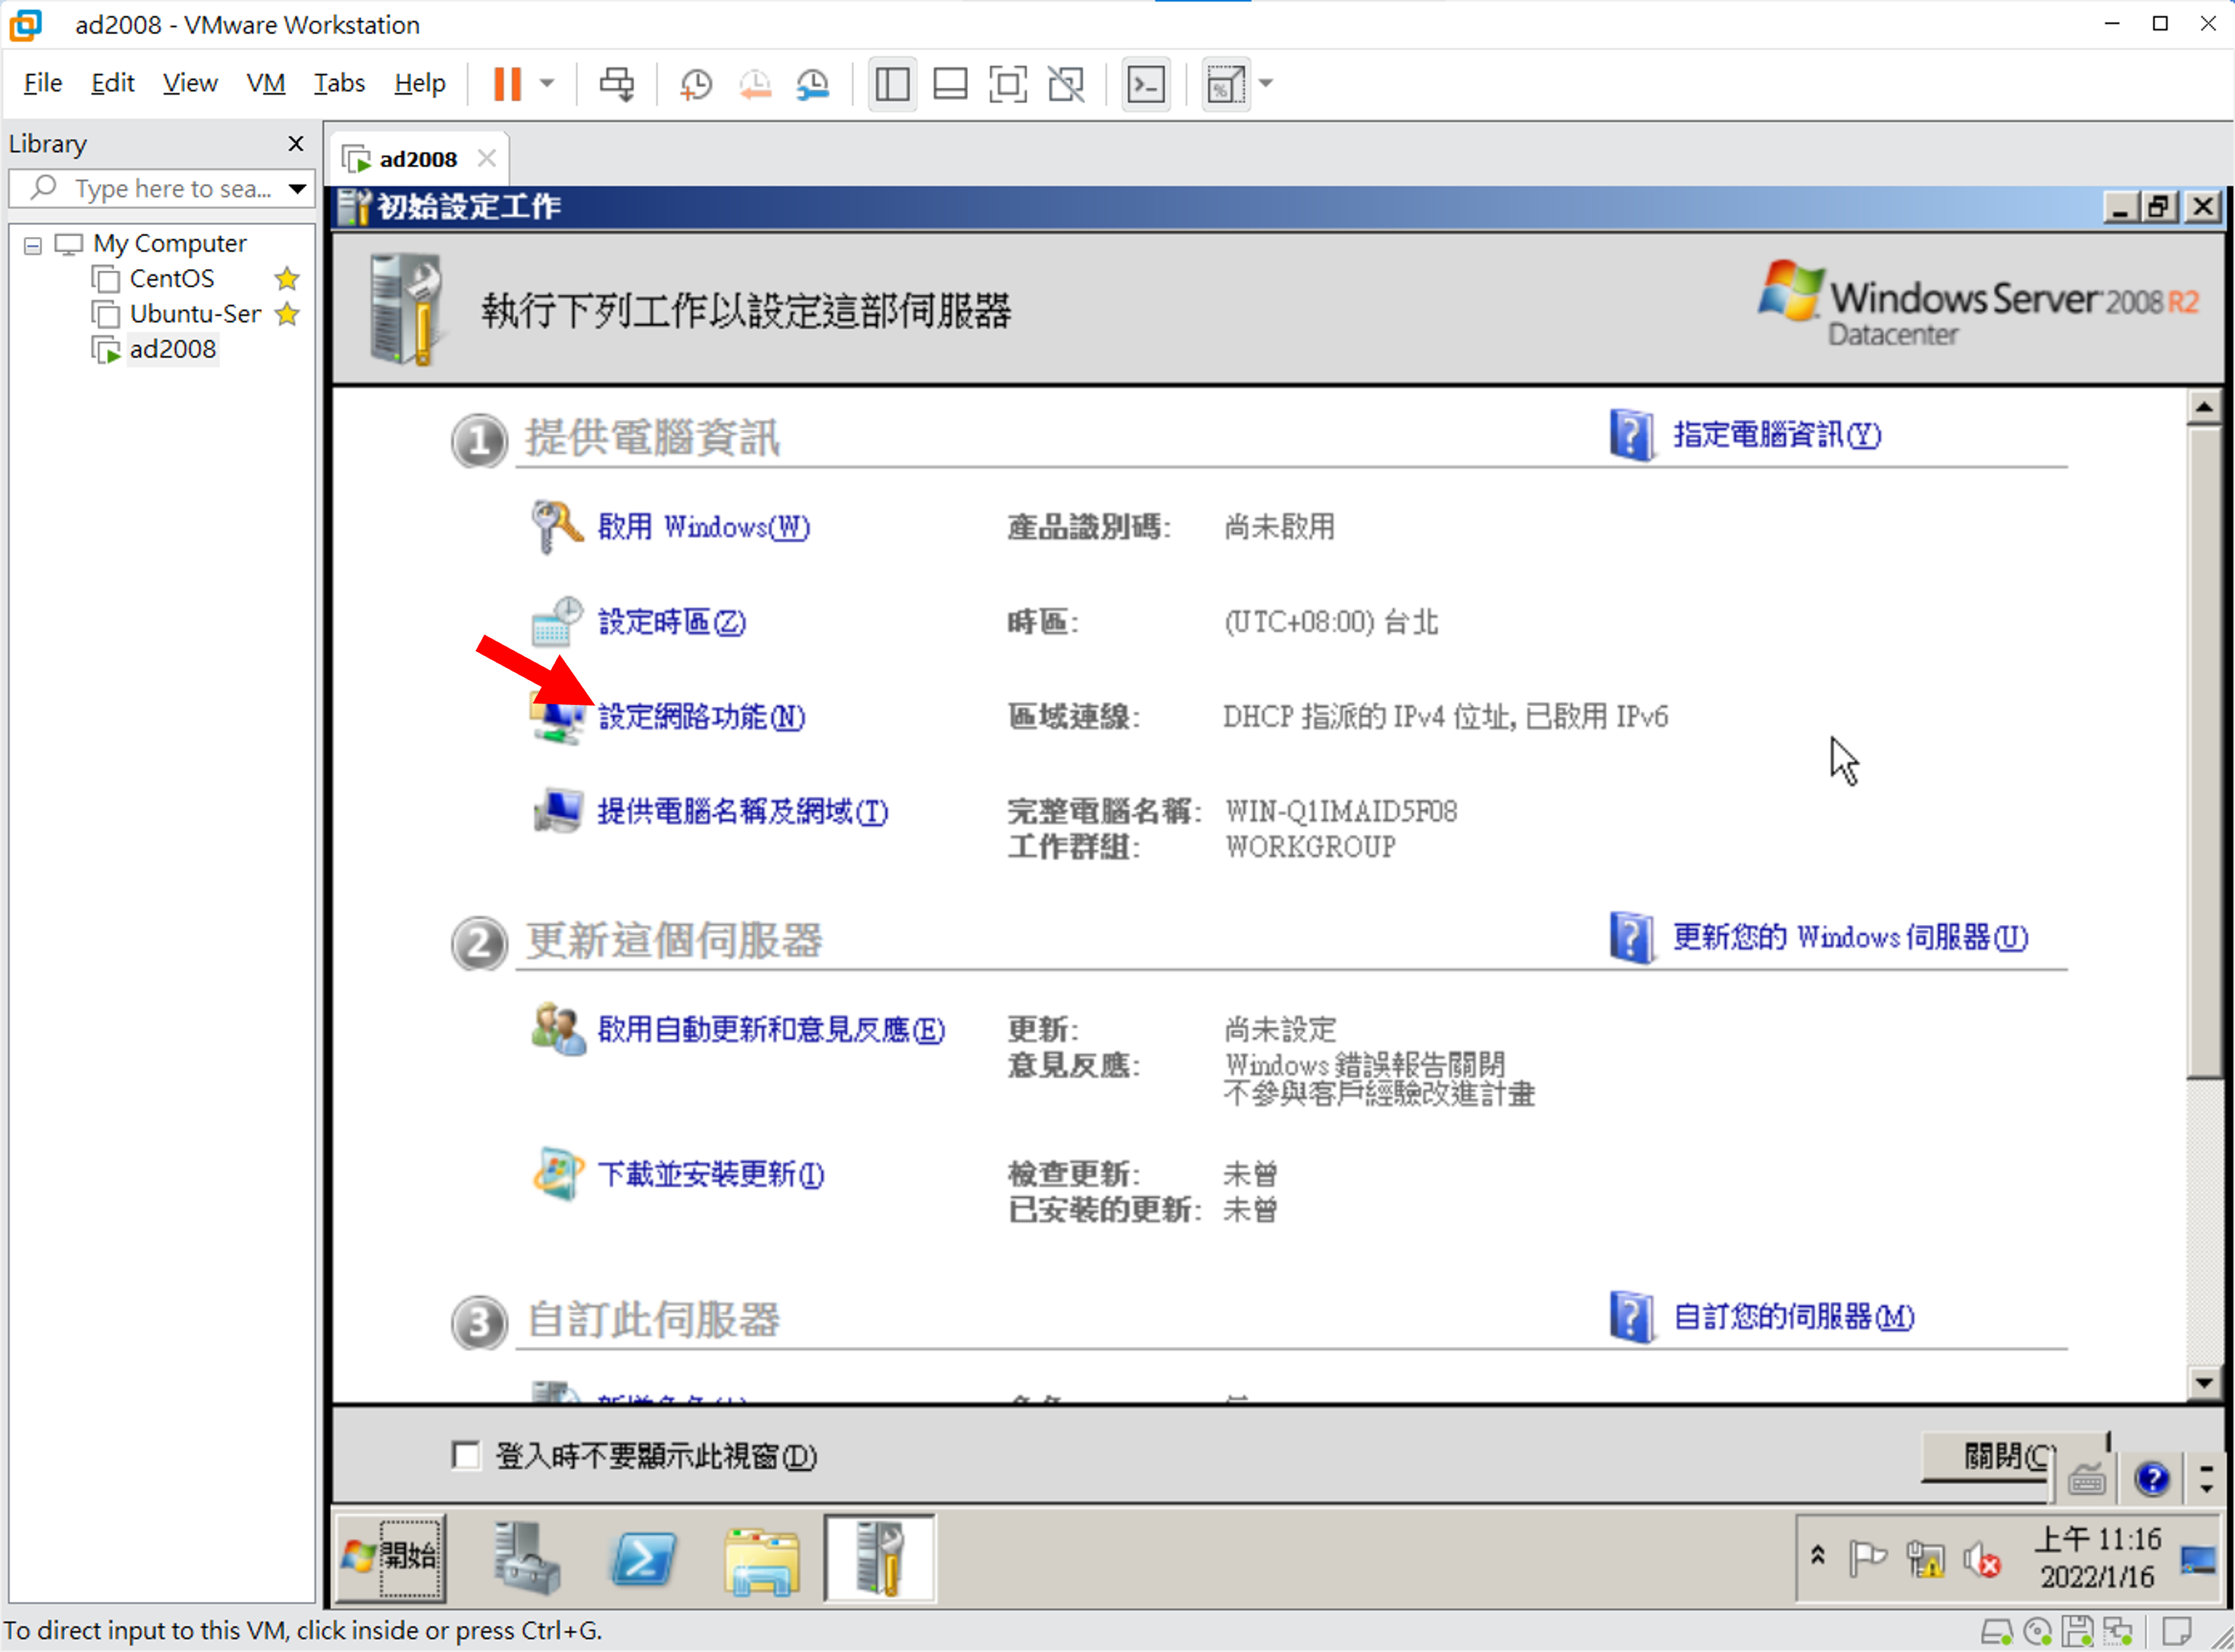 ad2008 - VMware Workstation
File Edit View VM Tabs Help
Library
ad2008
Type here to sea...
My Computer
CentOS
Ubuntu-Ser
ad2008
初始設定工作
執行下列工作以設定這部伺服器
Windows Server 2008 R2
Datacenter
1 提供電腦資訊
指定電腦資訊(Y)
啟用 Windows(W) 產品識別碼: 尚未啟用
設定時區(Z) 時區: (UTC+08:00) 台北
設定網路功能(N) 區域連線: DHCP 指派的 IPv4 位址, 已啟用 IPv6
提供電腦名稱及網域(T) 完整電腦名稱: WIN-Q1IMAID5F08
工作群組: WORKGROUP
2 更新這個伺服器
更新您的 Windows 伺服器(U)
啟用自動更新和意見反應(E) 更新: 尚未設定
意見反應: Windows 錯誤報告關閉
不參與客戶經驗改進計畫
下載並安裝更新(I) 檢查更新: 未曾
已安裝的更新: 未曾
3 自訂此伺服器
自訂您的伺服器(M)
登入時不要顯示此視窗(D)
關閉(C
開始
上午 11:16
2022/1/16
To direct input to this VM, click inside or press Ctrl+G.